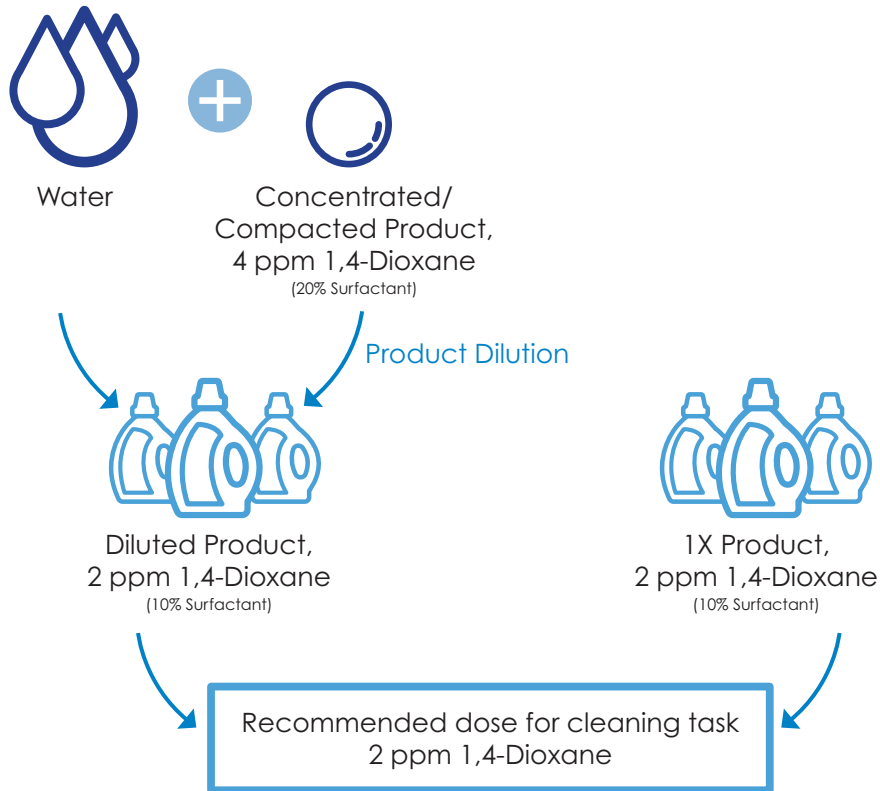 Water
Concentrated/
Compacted Product,
4 ppm 1,4-Dioxane
(20% Surfactant)
Product Dilution
Diluted Product,
2 ppm 1,4-Dioxane
(10% Surfactant)
1X Product,
2 ppm 1,4-Dioxane
(10% Surfactant)
Recommended dose for cleaning task
2 ppm 1,4-Dioxane